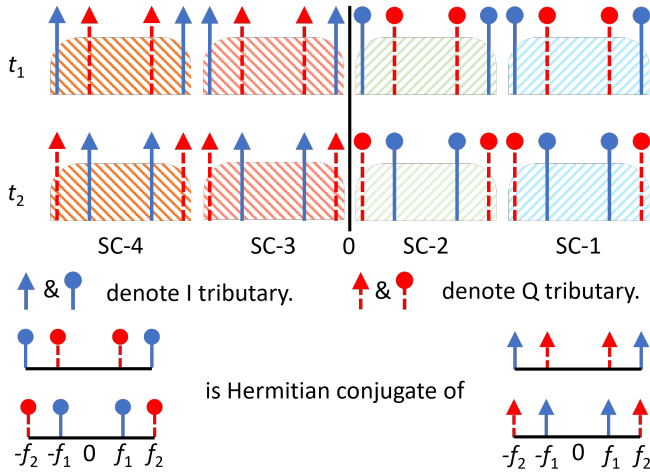 t₁
t₂
SC-4 SC-3 0 SC-2 SC-1
& denote I tributary. & denote Q tributary.
is Hermitian conjugate of
-f₂ -f₁ 0 f₁ f₂ -f₂ -f₁ 0 f₁ f₂